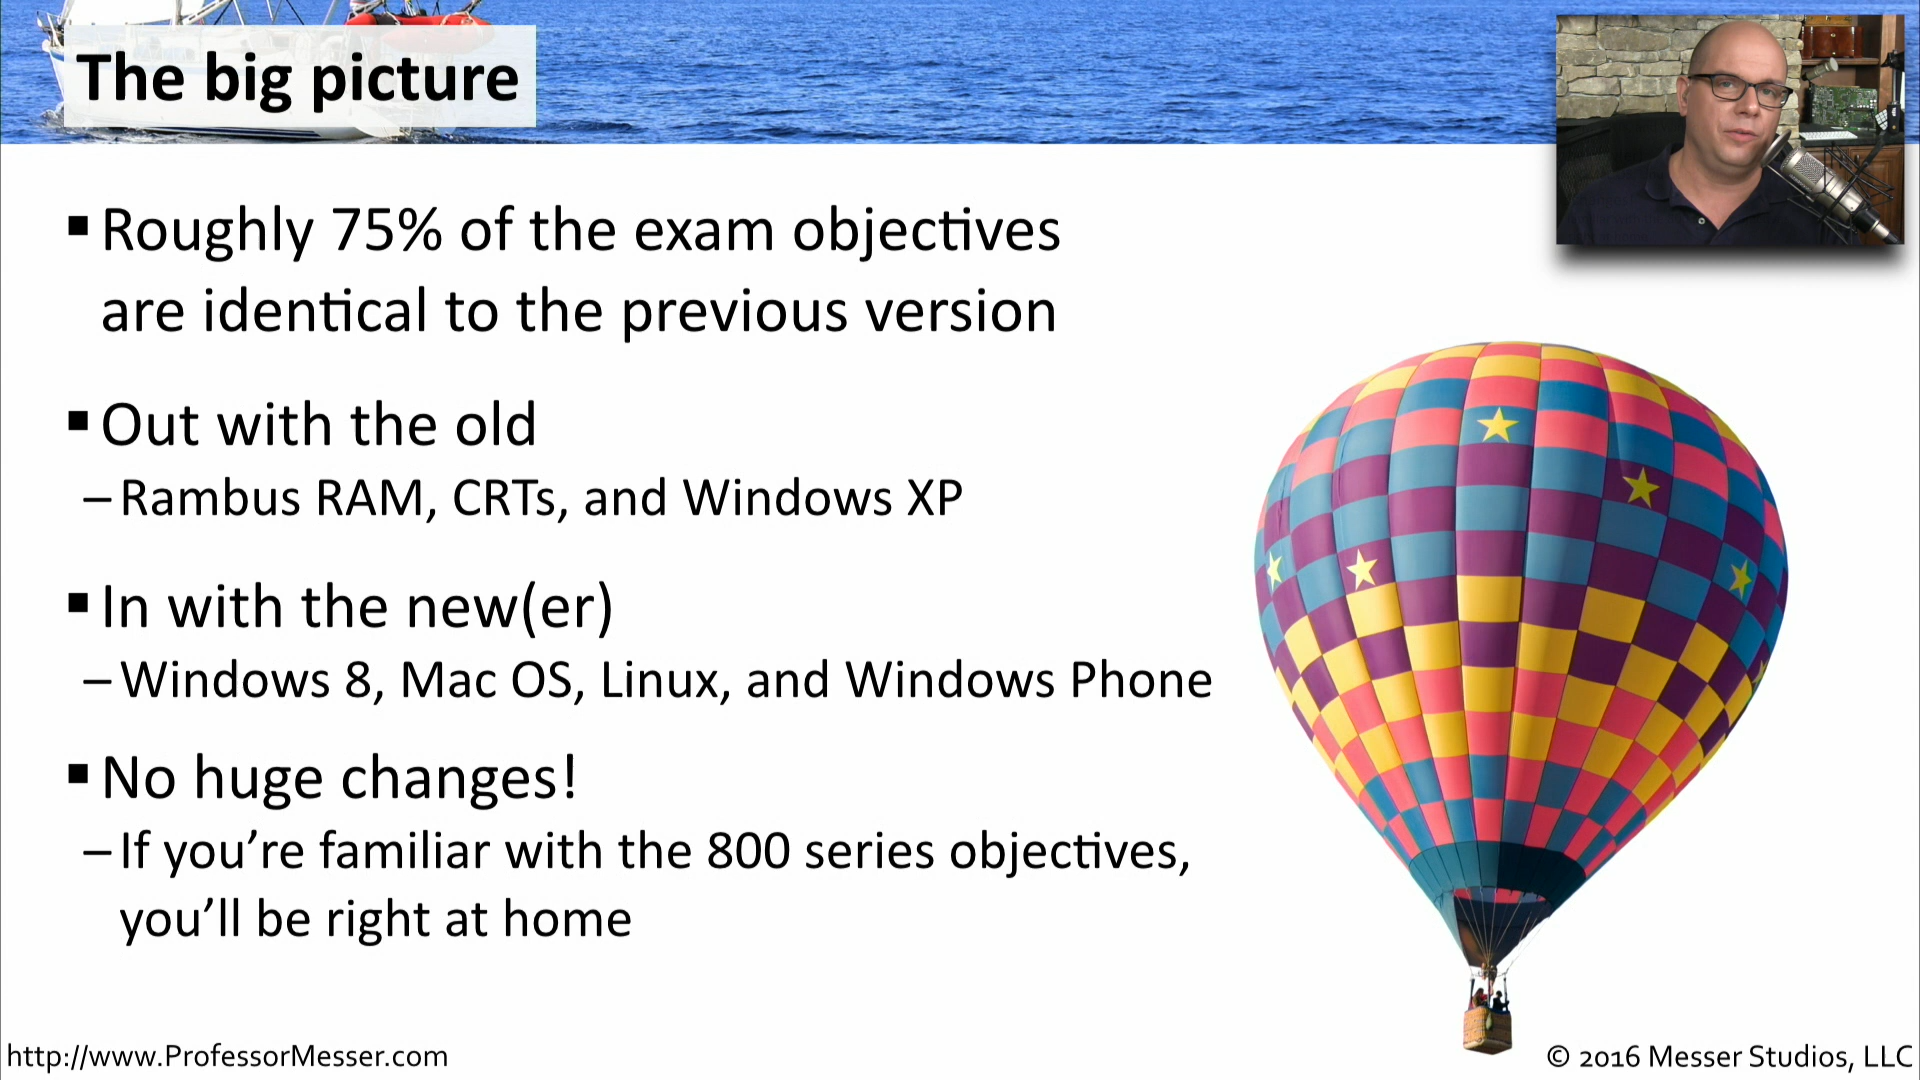 The big picture
▪ Roughly 75% of the exam objectives
are identical to the previous version
▪ Out with the old
– Rambus RAM, CRTs, and Windows XP
▪ In with the new(er)
– Windows 8, Mac OS, Linux, and Windows Phone
▪ No huge changes!
– If you’re familiar with the 800 series objectives,
you’ll be right at home
http://www.ProfessorMesser.com
© 2016 Messer Studios, LLC